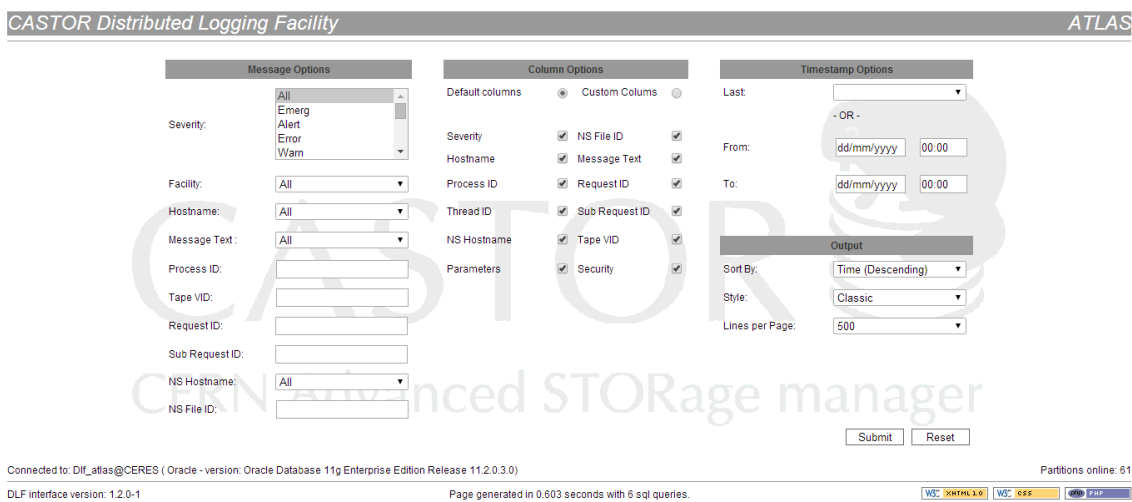 CASTOR Distributed Logging Facility ATLAS
Message Options
Severity:
All
Emerg
Alert
Error
Warn
Facility: All
Hostname: All
Message Text : All
Process ID:
Tape VID:
Request ID:
Sub Request ID:
NS Hostname: All
NS File ID:
Column Options
Default columns Custom Colums
Severity NS File ID
Hostname Message Text
Process ID Request ID
Thread ID Sub Request ID
NS Hostname Tape VID
Parameters Security
Timestamp Options
Last:
- OR -
From: dd/mm/yyyy 00:00
To: dd/mm/yyyy 00:00
Output
Sort By: Time (Descending)
Style: Classic
Lines per Page: 500
CASTOR
CERN Advanced STORage manager
Submit Reset
Connected to: Dlf_atlas@CERES ( Oracle - version: Oracle Database 11g Enterprise Edition Release 11.2.0.3.0) Partitions online: 61
DLF interface version: 1.2.0-1 Page generated in 0.603 seconds with 6 sql queries. W3C XHTML 1.0 W3C CSS php PHP